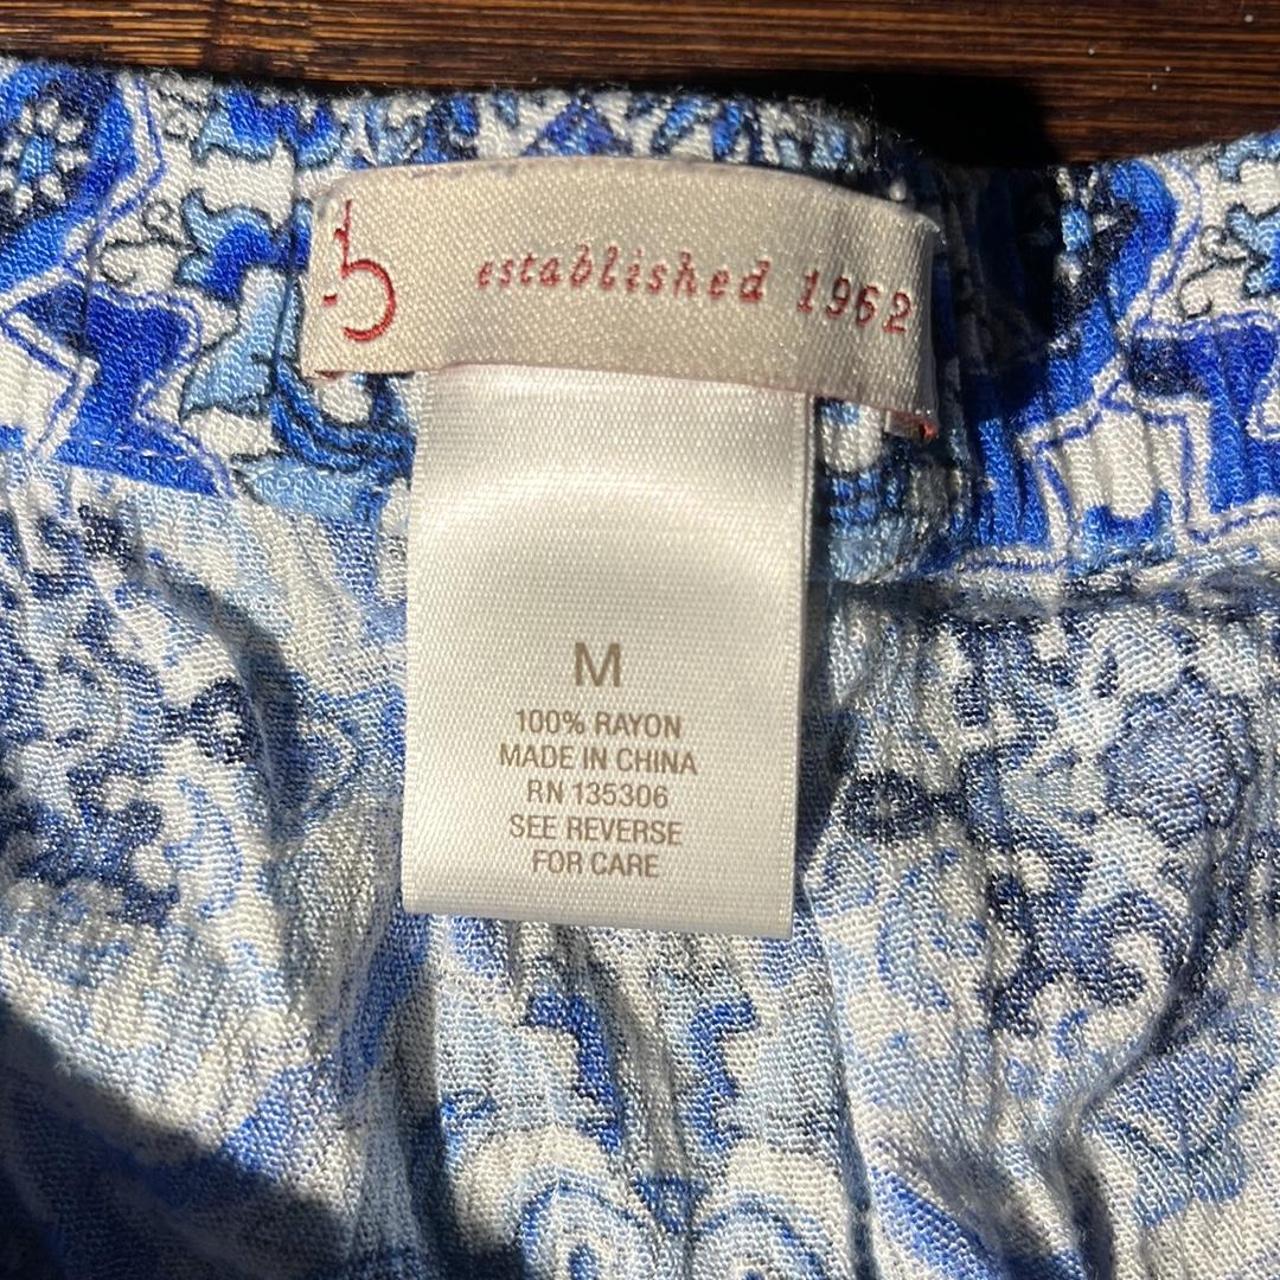 established 1962
M
100% RAYON
MADE IN CHINA
RN 135306
SEE REVERSE
FOR CARE